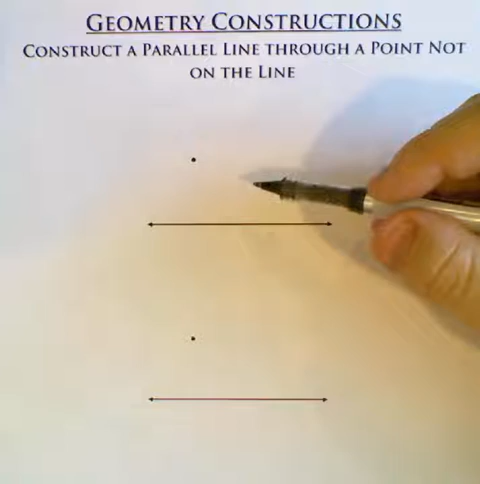 Geometry Constructions
Construct a Parallel Line through a Point Not
on the Line